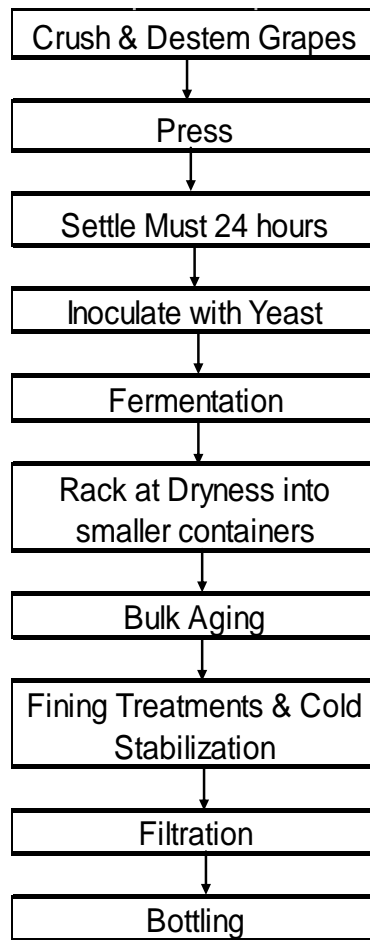 Crush & Destem Grapes
Press
Settle Must 24 hours
Inoculate with Yeast
Fermentation
Rack at Dryness into
smaller containers
Bulk Aging
Fining Treatments & Cold
Stabilization
Filtration
Bottling